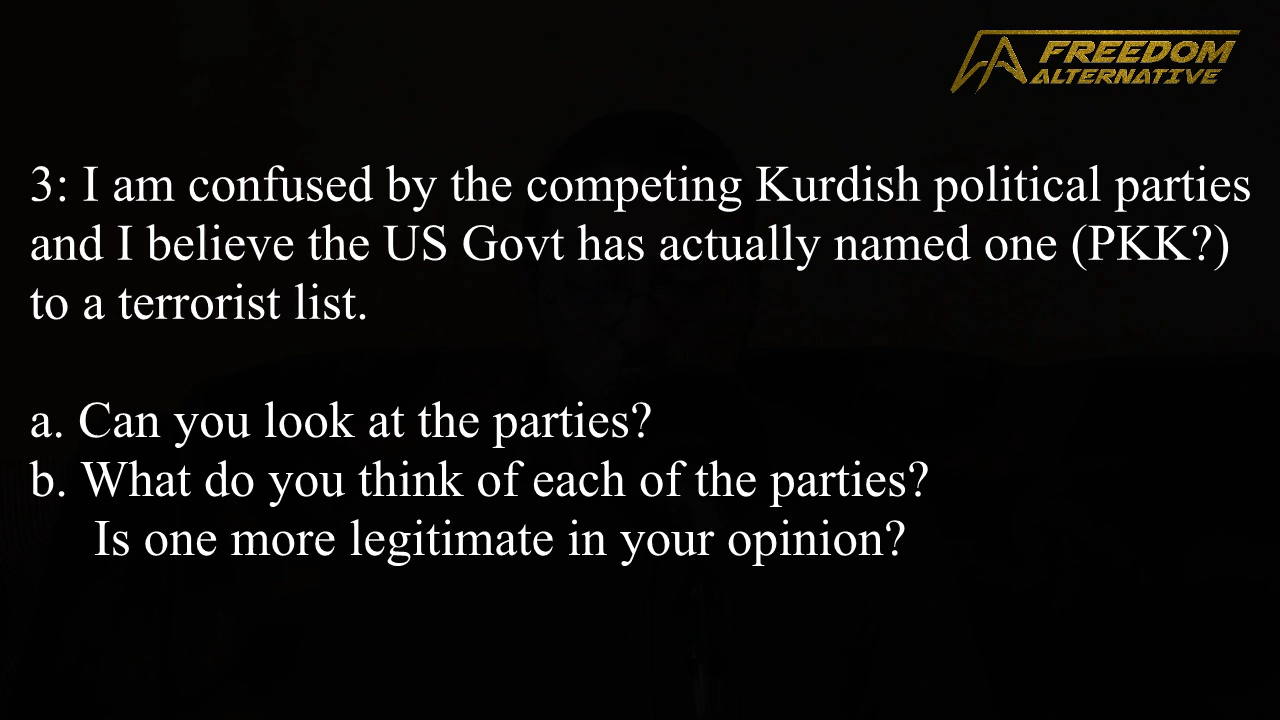 FREEDOM
ALTERNATIVE
3: I am confused by the competing Kurdish political parties
and I believe the US Govt has actually named one (PKK?)
to a terrorist list.
a. Can you look at the parties?
b. What do you think of each of the parties?
Is one more legitimate in your opinion?